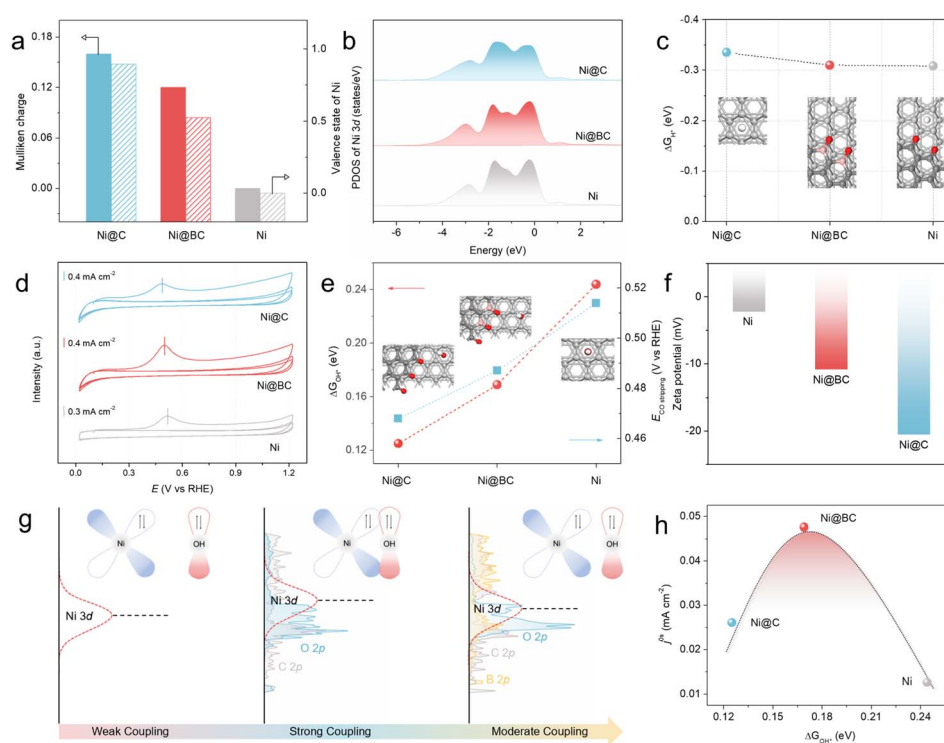 a
Mulliken charge
0.18
0.12
0.06
0.00
Ni@C
Ni@BC
Ni
1.0
0.5
0.0
Valence state of Ni
b
PDOS of Ni 3d (states/eV)
Ni@C
Ni@BC
Ni
-6
-4
-2
0
2
Energy (eV)
c
ΔG_H* (eV)
-0.4
-0.3
-0.2
-0.1
0.0
Ni@C
Ni@BC
Ni
d
Intensity (a.u.)
0.4 mA cm⁻²
Ni@C
0.4 mA cm⁻²
Ni@BC
0.3 mA cm⁻²
Ni
0.0
0.3
0.6
0.9
1.2
E (V vs RHE)
e
ΔG_OH* (eV)
0.24
0.20
0.16
0.12
Ni@C
Ni@BC
Ni
0.52
0.50
0.48
0.46
E_CO stripping (V vs RHE)
f
Zeta potential (mV)
0
-10
-20
Ni
Ni@BC
Ni@C
g
Ni
OH
Ni 3d
Ni
OH
Ni 3d
O 2p
C 2p
Ni
OH
Ni 3d
O 2p
C 2p
B 2p
Weak Coupling
Strong Coupling
Moderate Coupling
h
j⁰˒ˢ (mA cm⁻²)
0.05
0.04
0.03
0.02
0.01
Ni@BC
Ni@C
Ni
0.12
0.15
0.18
0.21
0.24
ΔG_OH* (eV)